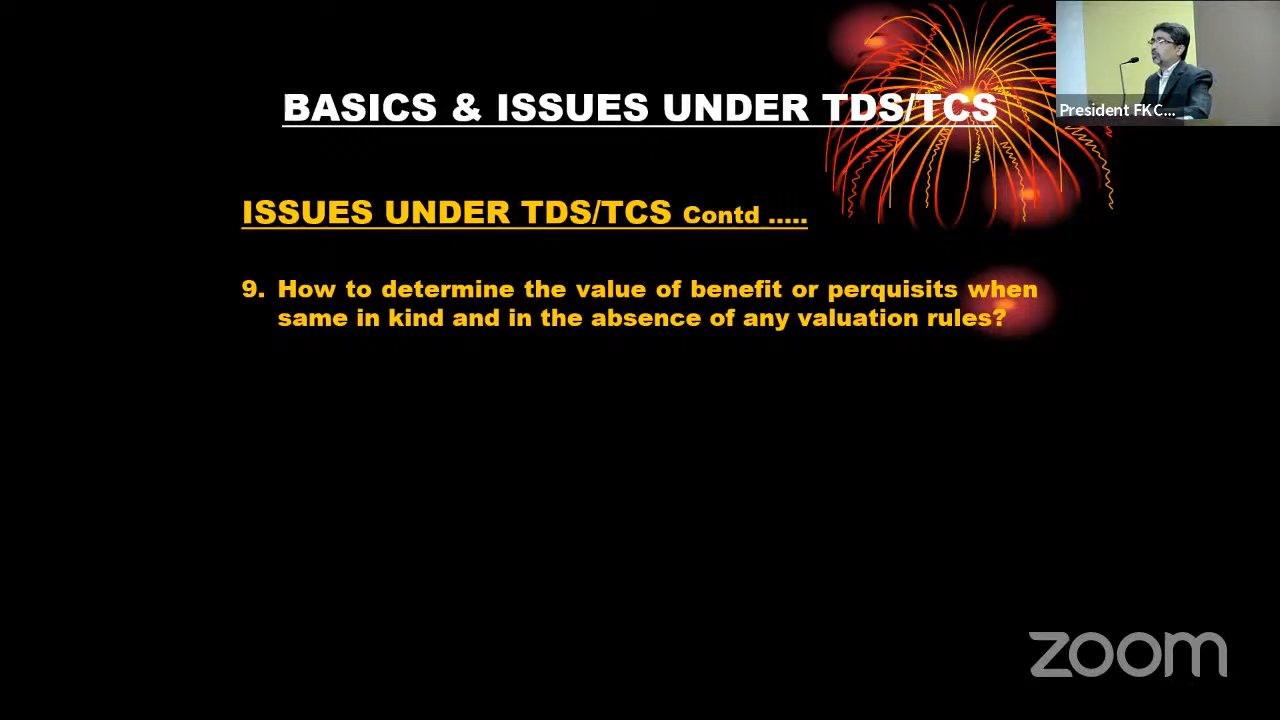 BASICS & ISSUES UNDER TDS/TCS
President FKC...
ISSUES UNDER TDS/TCS Contd .....
9. How to determine the value of benefit or perquisits when
same in kind and in the absence of any valuation rules?
zoom